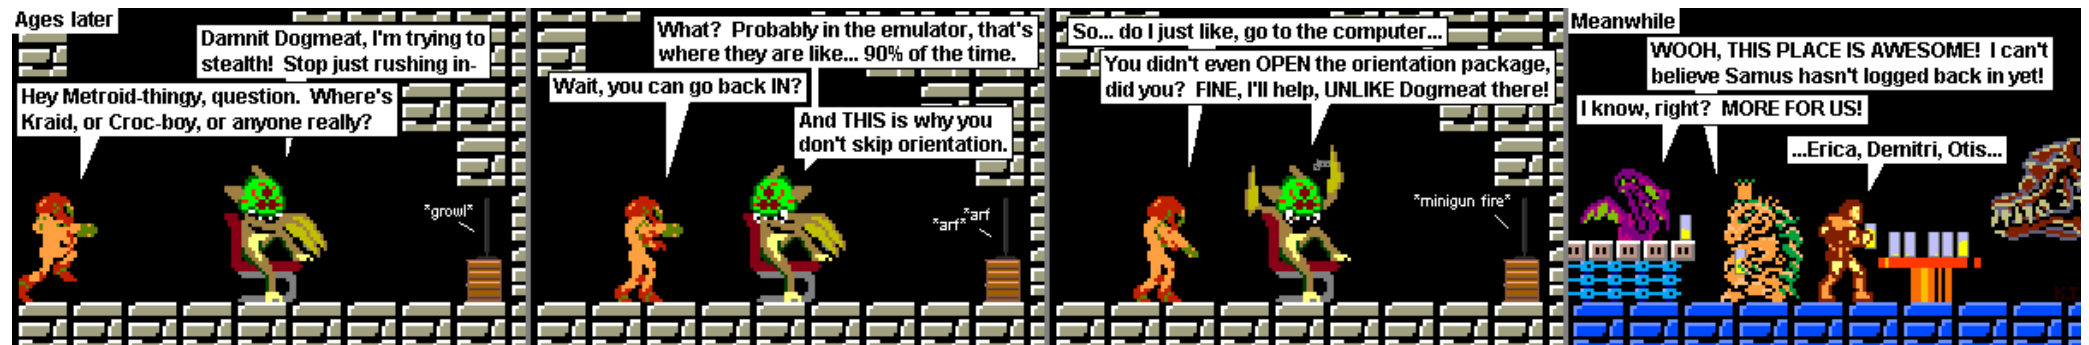 Ages later
Damnit Dogmeat, I'm trying to
stealth!  Stop just rushing in-
Hey Metroid-thingy, question.  Where's
Kraid, or Croc-boy, or anyone really?
*growl*
What?  Probably in the emulator, that's
where they are like... 90% of the time.
Wait, you can go back IN?
And THIS is why you
don't skip orientation.
*arf*
*arf
So... do I just like, go to the computer...
You didn't even OPEN the orientation package,
did you?  FINE, I'll help, UNLIKE Dogmeat there!
*minigun fire*
Meanwhile
WOOH, THIS PLACE IS AWESOME!  I can't
believe Samus hasn't logged back in yet!
I know, right?  MORE FOR US!
...Erica, Demitri, Otis...